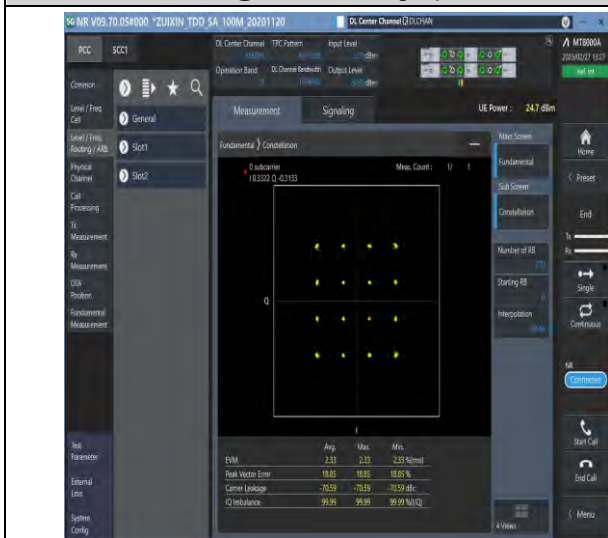 5G NR V09.70.05#000 *ZUIXIN_TDD_SA_100M_20201120
DL Center Channel DLCHAN
PCC
SCC1
DL Center Channel
TPC Pattern
Input Level
Operation Band
DL Channel Bandwidth
Output Level
MT8000A
2023/02/27
Ref. Int
Common
Level / Freq.
Cell
Level / Freq.
Routing / ARB
Physical
Channel
Call
Processing
Tx
Measurement
Rx
Measurement
OTA
Position
Fundamental
Measurement
Test
Parameter
External
Loss
System
Config
General
Slot1
Slot2
Measurement
Signaling
UE Power : 24.7 dBm
Fundamental
Constellation
0 subcarrier
I 0.3322 Q -0.3133
Meas. Count : 1/ 1
Q
I
Avg. Max. Min.
EVM 2.33 2.33 2.33 %(rms)
Peak Vector Error 18.85 18.85 18.85 %
Carrier Leakage -70.59 -70.59 -70.59 dBc
IQ Imbalance 99.99 99.99 99.99 %(I/Q)
Main Screen
Fundamental
Sub Screen
Constellation
Number of RB
Starting RB
Interpolation
4 Views
Home
Preset
End
Tx
Rx
Single
Continuous
NR
Connected
Start Call
End Call
Menu